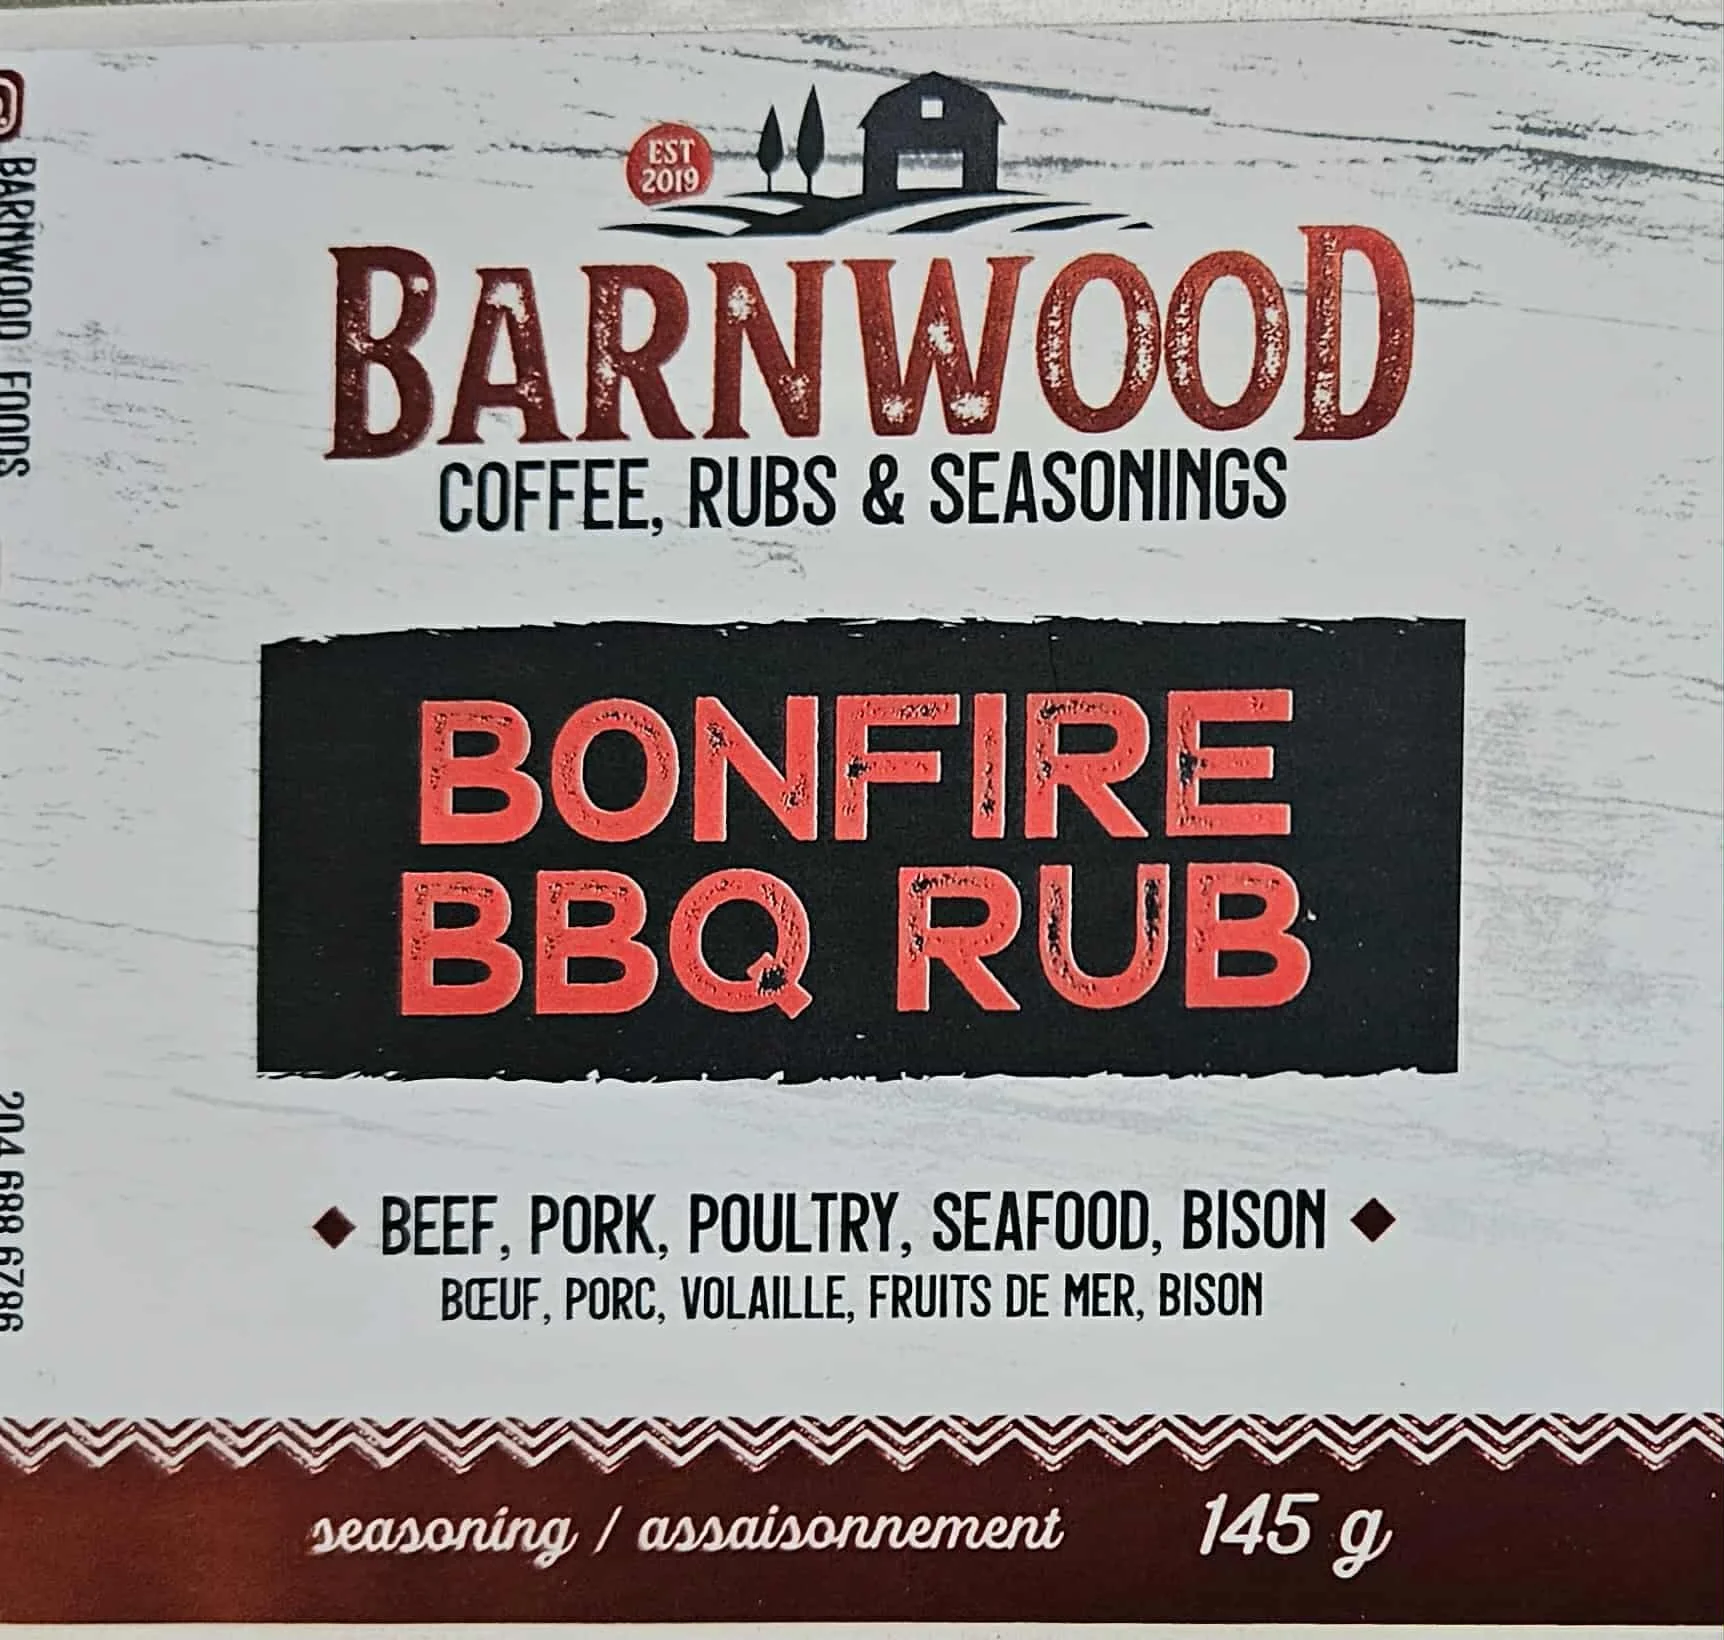 EST
2019
BARNWOOD
COFFEE, RUBS & SEASONINGS
BONFIRE
BBQ RUB
BEEF, PORK, POULTRY, SEAFOOD, BISON
BŒUF, PORC, VOLAILLE, FRUITS DE MER, BISON
seasoning / assaisonnement 145 g
BARNWOOD FOODS
204 688 6786